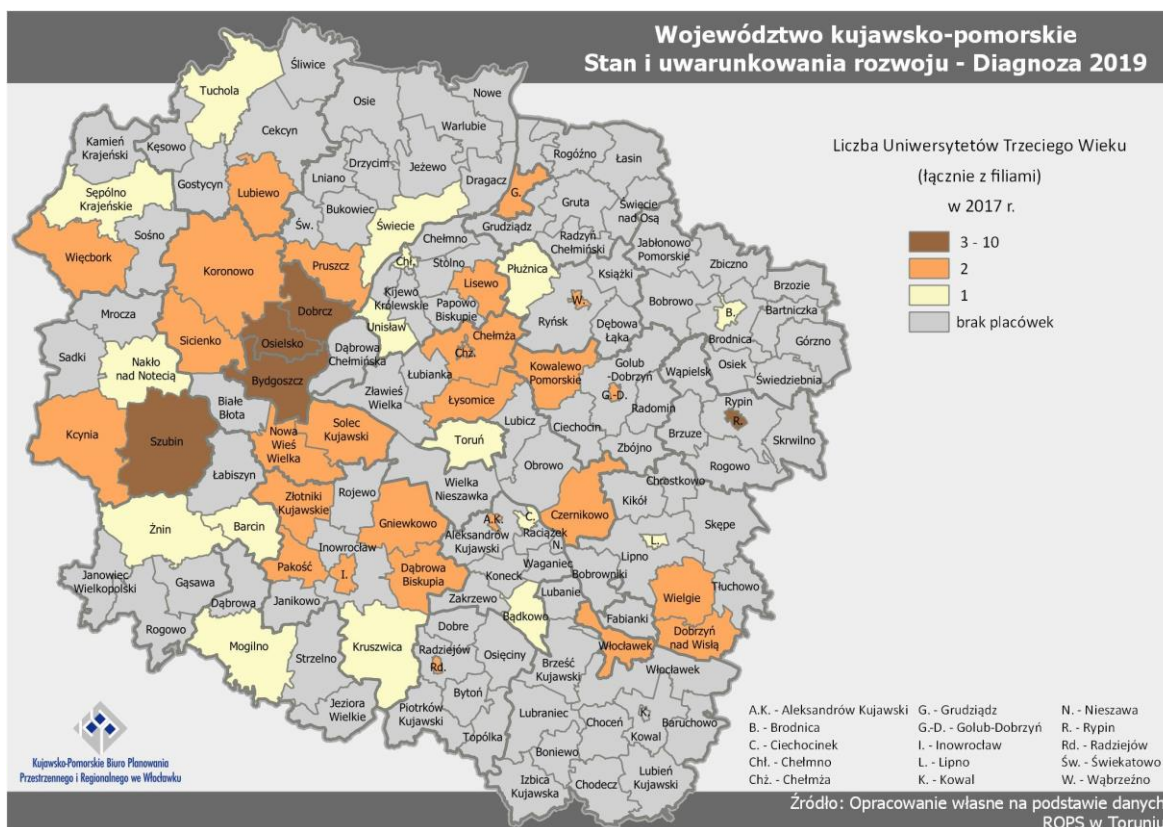 Województwo kujawsko-pomorskie
Stan i uwarunkowania rozwoju - Diagnoza 2019
Liczba Uniwersytetów Trzeciego Wieku
(łącznie z filiami)
w 2017 r.
3 - 10
2
1
brak placówek
Śliwice
Tuchola
Osie
Nowe
Warlubie
Cekcyn
Kamień
Krajeński
Kęsowo
Rogóźno
Łasin
Drzycim
Jeżewo
Lniano
Dragacz
Gostycyn
Lubiewo
Sępólno
Krajeńskie
G.
Bukowiec
Gruta
Świecie
nad Osą
Św.
Świecie
Grudziądz
Sośno
Chełmno
Radzyń
Chełmiński
Jabłonowo
Pomorskie
Więcbork
Koronowo
Pruszcz
Chł.
Stolno
Płużnica
Książki
Zbiczno
Brzozie
Lisewo
Kijewo
Królewskie
Papowo
Biskupie
W.
Bobrowo
Bartniczka
Mrocza
Dobrcz
Unisław
Ryńsk
B.
Sicienko
Osielsko
Chełmża
Dębowa
Łąka
Brodnica
Górzno
Sadki
Dąbrowa
Chełmińska
Chż.
Nakło
nad Notecią
Kowalewo
Pomorskie
Golub
-Dobrzyń
Wąpielsk
Osiek
Bydgoszcz
Łubianka
Świedziebnia
Zławieś
Wielka
G.-D.
Białe
Błota
Łysomice
Radomin
Rypin
Kcynia
Szubin
Nowa
Wieś
Wielka
Solec
Kujawski
Lubicz
Ciechocin
R.
Toruń
Brzuze
Skrwilno
Zbójno
Łabiszyn
Obrowo
Rogowo
Wielka
Nieszawka
Chrostkowo
Złotniki
Kujawskie
Rojewo
Kikół
Czernikowo
Żnin
Barcin
Gniewkowo
A.K.
C.
Skępe
Aleksandrów
Kujawski
Raciążek
Inowrocław
N.
L.
Pakość
I.
Dąbrowa
Biskupia
Waganiec
Lipno
Janowiec
Wielkopolski
Gąsawa
Koneck
Bobrowniki
Tłuchowo
Dąbrowa
Janikowo
Zakrzewo
Lubanie
Wielgie
Bądkowo
Fabianki
Rogowo
Dobre
Dobrzyń
nad Wisłą
Mogilno
Kruszwica
Radziejów
Włocławek
Strzelno
Osięciny
Rd.
Brześć
Kujawski
Włocławek
Bytoń
Jeziora
Wielkie
Piotrków
Kujawski
Lubraniec
K.
Choceń
Baruchowo
Topólka
Kowal
Boniewo
Lubień
Kujawski
Izbica
Kujawska
Chodecz
A.K. - Aleksandrów Kujawski
B. - Brodnica
C. - Ciechocinek
Chł. - Chełmno
Chż. - Chełmża
G. - Grudziądz
G.-D. - Golub-Dobrzyń
I. - Inowrocław
L. - Lipno
K. - Kowal
N. - Nieszawa
R. - Rypin
Rd. - Radziejów
Św. - Świekatowo
W. - Wąbrzeźno
Kujawsko-Pomorskie Biuro Planowania
Przestrzennego i Regionalnego we Włocławku
Źródło: Opracowanie własne na podstawie danych
ROPS w Toruniu